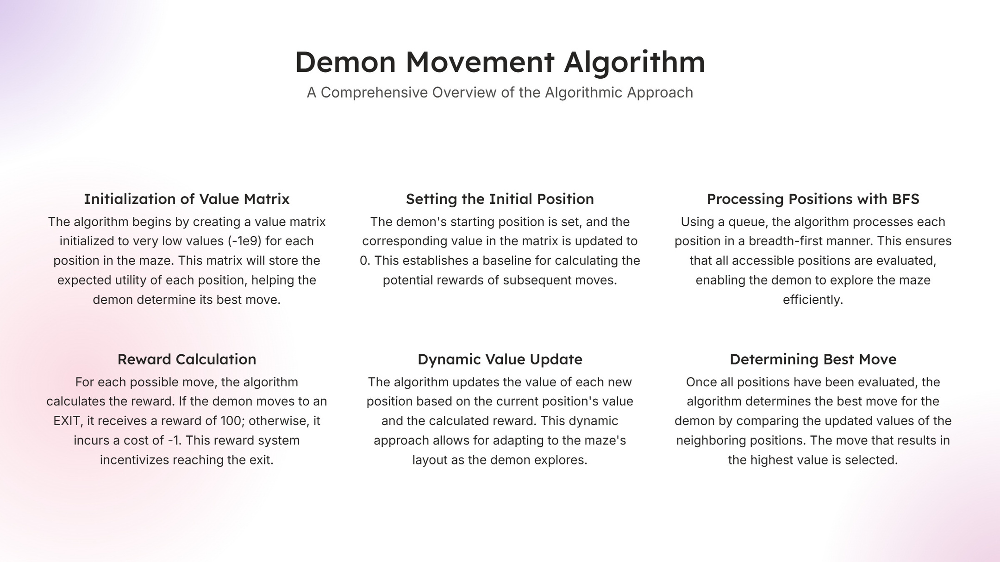 Demon Movement Algorithm
A Comprehensive Overview of the Algorithmic Approach
Initialization of Value Matrix
The algorithm begins by creating a value matrix
initialized to very low values (-1e9) for each
position in the maze. This matrix will store the
expected utility of each position, helping the
demon determine its best move.
Setting the Initial Position
The demon's starting position is set, and the
corresponding value in the matrix is updated to
0. This establishes a baseline for calculating the
potential rewards of subsequent moves.
Processing Positions with BFS
Using a queue, the algorithm processes each
position in a breadth-first manner. This ensures
that all accessible positions are evaluated,
enabling the demon to explore the maze
efficiently.
Reward Calculation
For each possible move, the algorithm
calculates the reward. If the demon moves to an
EXIT, it receives a reward of 100; otherwise, it
incurs a cost of -1. This reward system
incentivizes reaching the exit.
Dynamic Value Update
The algorithm updates the value of each new
position based on the current position's value
and the calculated reward. This dynamic
approach allows for adapting to the maze's
layout as the demon explores.
Determining Best Move
Once all positions have been evaluated, the
algorithm determines the best move for the
demon by comparing the updated values of the
neighboring positions. The move that results in
the highest value is selected.